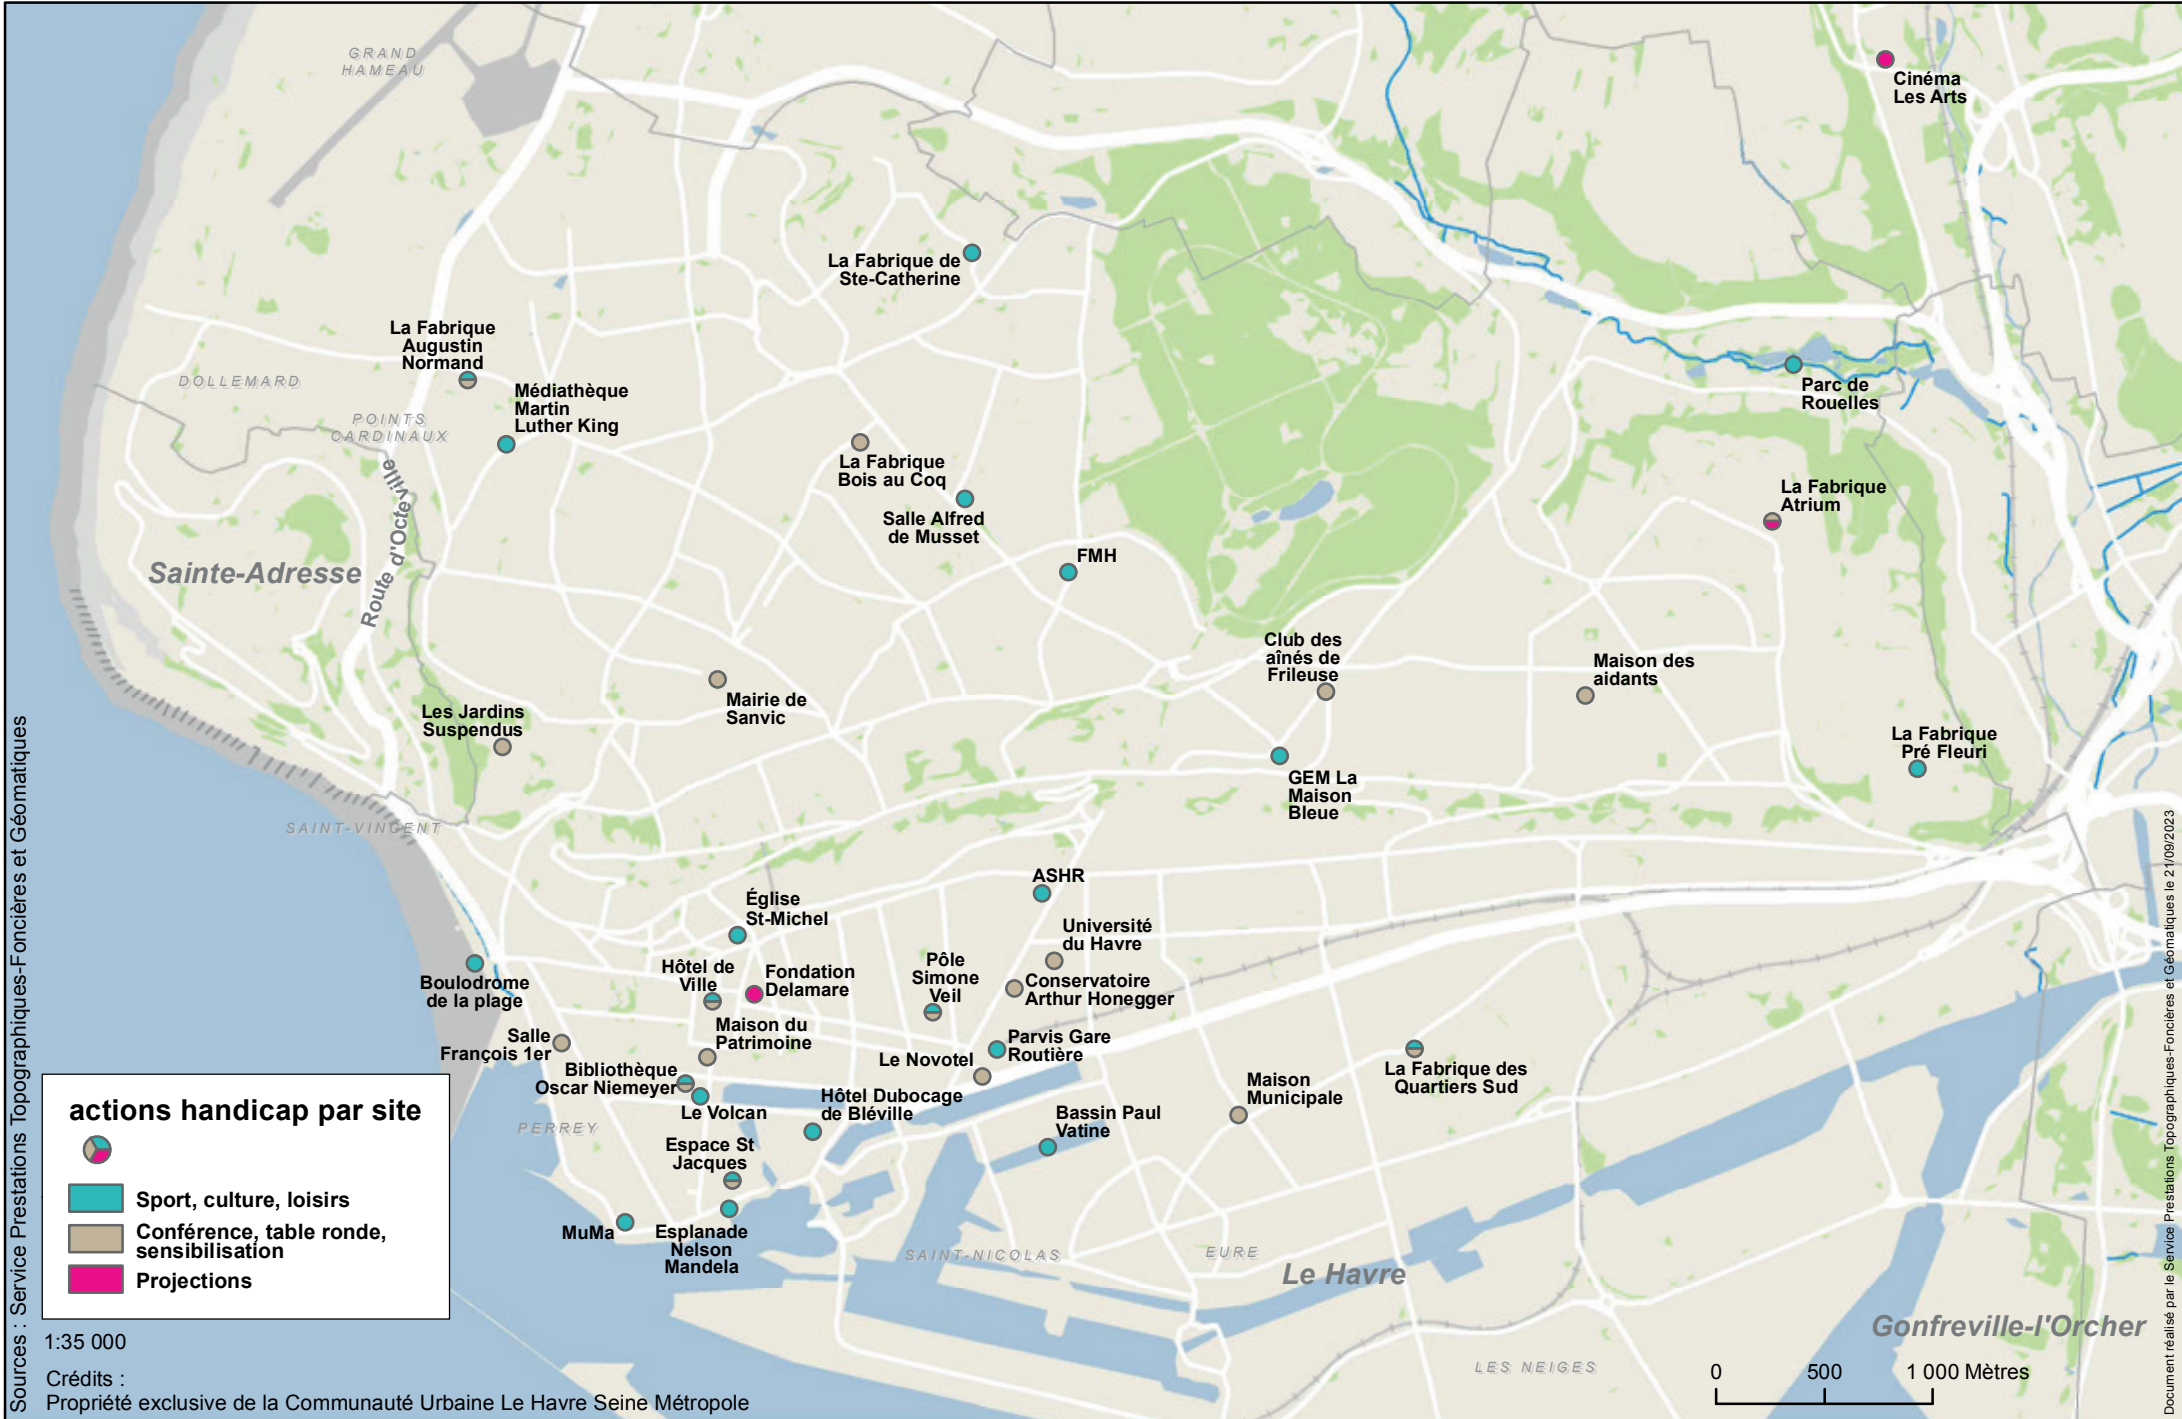 GRAND
HAMEAU
Cinéma
Les Arts
La Fabrique de
Ste-Catherine
La Fabrique
Augustin
Normand
DOLLEMARD
Médiathèque
Martin
Luther King
POINTS
CARDINAUX
Parc de
Rouelles
La Fabrique
Bois au Coq
Route d'Octeville
La Fabrique
Atrium
Salle Alfred
de Musset
FMH
Sainte-Adresse
Club des
aînés de
Frileuse
Maison des
aidants
Mairie de
Sanvic
Les Jardins
Suspendus
La Fabrique
Pré Fleuri
GEM La
Maison
Bleue
SAINT-VINCENT
ASHR
Église
St-Michel
Université
du Havre
Hôtel de
Ville
Fondation
Delamare
Pôle
Simone
Veil
Conservatoire
Arthur Honegger
Boulodrome
de la plage
Maison du
Patrimoine
Salle
François 1er
Parvis Gare
Routière
Le Novotel
Bibliothèque
Oscar Niemeyer
La Fabrique des
Quartiers Sud
Maison
Municipale
Le Volcan
Hôtel Dubocage
de Bléville
Bassin Paul
Vatine
PERREY
Espace St
Jacques
MuMa
Esplanade
Nelson
Mandela
SAINT-NICOLAS
EURE
Le Havre
Gonfreville-l'Orcher
LES NEIGES
actions handicap par site
Sport, culture, loisirs
Conférence, table ronde,
sensibilisation
Projections
1:35 000
Crédits :
Propriété exclusive de la Communauté Urbaine Le Havre Seine Métropole
0 500 1 000 Mètres
Sources : Service Prestations Topographiques-Foncières et Géomatiques
Document réalisé par le Service Prestations Topographiques-Foncières et Géomatiques le 21/09/2023